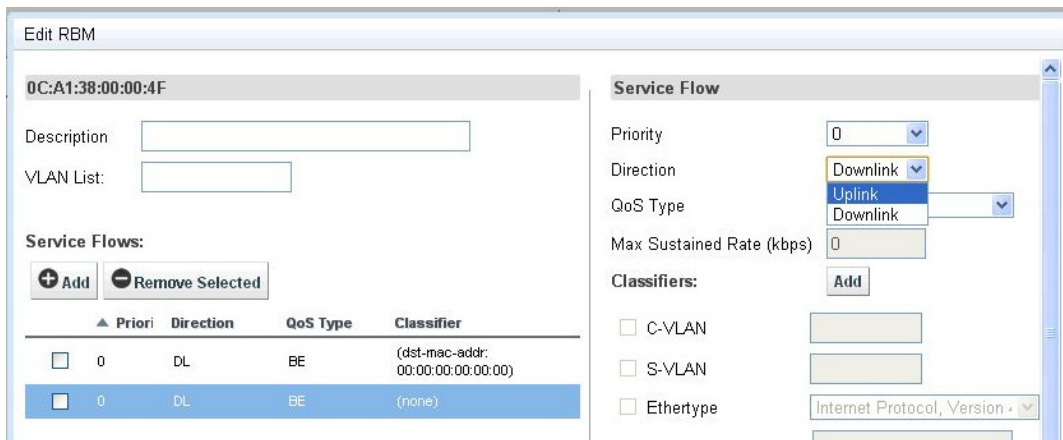 Edit RBM
0C:A1:38:00:00:4F
Description
VLAN List:
Service Flows:
Add
Remove Selected
Priori Direction QoS Type Classifier
0 DL BE (dst-mac-addr: 00:00:00:00:00:00)
0 DL BE (none)
Service Flow
Priority 0
Direction Downlink
Uplink
Downlink
QoS Type
Max Sustained Rate (kbps) 0
Classifiers: Add
C-VLAN
S-VLAN
Ethertype Internet Protocol, Version